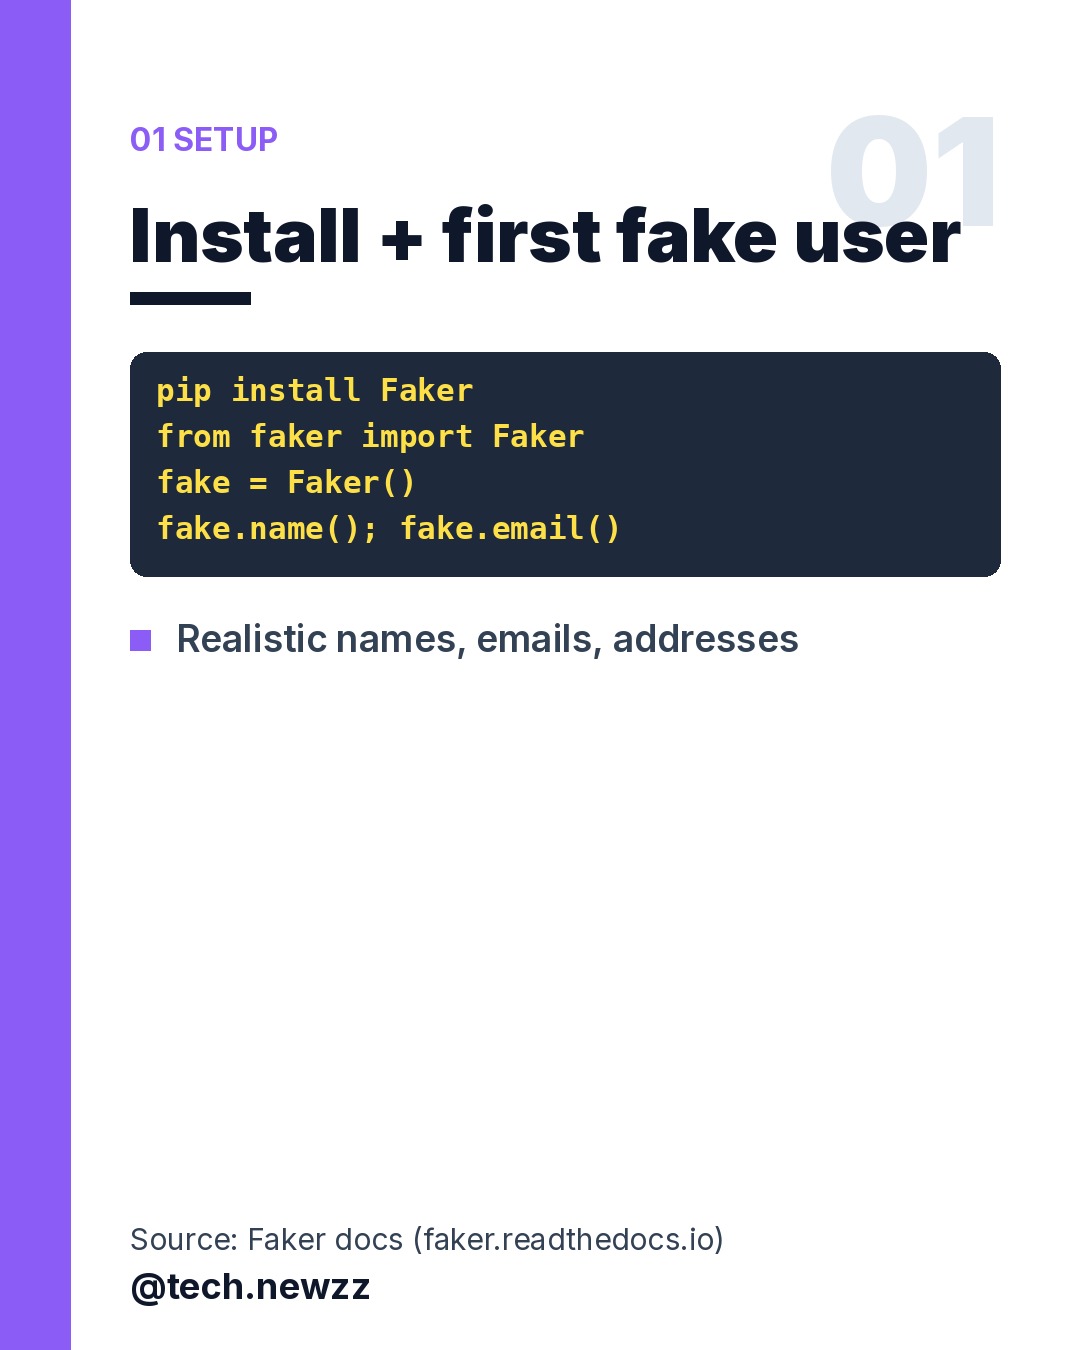 01 SETUP
01
Install + first fake user
pip install Faker
from faker import Faker
fake = Faker()
fake.name(); fake.email()
Realistic names, emails, addresses
Source: Faker docs (faker.readthedocs.io)
@tech.newzz